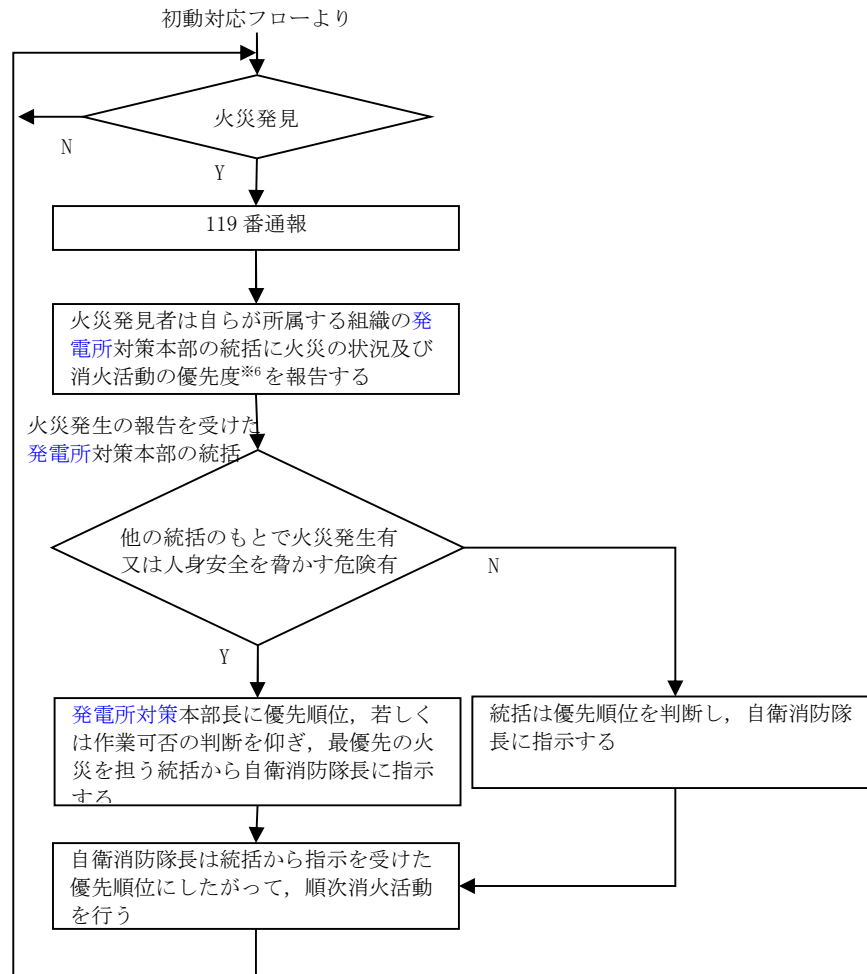 初動対応フローより
火災発見
N
Y
119 番通報
火災発見者は自らが所属する組織の発
電所対策本部の統括に火災の状況及び
消火活動の優先度※6を報告する
火災発生の報告を受けた
発電所対策本部の統括
他の統括のもとで火災発生有
又は人身安全を脅かす危険有
N
Y
発電所対策本部長に優先順位，若しく
は作業可否の判断を仰ぎ，最優先の火
災を担う統括から自衛消防隊長に指示
する
統括は優先順位を判断し，自衛消防隊
長に指示する
自衛消防隊長は統括から指示を受けた
優先順位にしたがって，順次消火活動
を行う